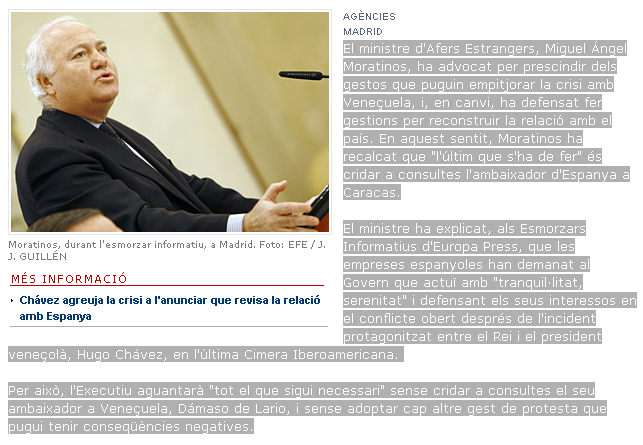 AGÈNCIES
MADRID
El ministre d'Afers Estrangers, Miguel Ángel
Moratinos, ha advocat per prescindir dels
gestos que puguin empitjorar la crisi amb
Veneçuela, i, en canvi, ha defensat fer
gestions per reconstruir la relació amb el
país. En aquest sentit, Moratinos ha
recalcat que "l'últim que s'ha de fer" és
cridar a consultes l'ambaixador d'Espanya a
Caracas.
El ministre ha explicat, als Esmorzars
Informatius d'Europa Press, que les
empreses espanyoles han demanat al
Govern que actuï amb "tranquil·litat,
serenitat" i defensant els seus interessos en
el conflicte obert després de l'incident
protagonitzat entre el Rei i el president
veneçolà, Hugo Chávez, en l'última Cimera Iberoamericana.
Per això, l'Executiu aguantarà "tot el que sigui necessari" sense cridar a consultes el seu
ambaixador a Veneçuela, Dámaso de Lario, i sense adoptar cap altre gest de protesta que
pugui tenir conseqüències negatives.
Moratinos, durant l'esmorzar informatiu, a Madrid. Foto: EFE / J.
J. GUILLÉN
MÉS INFORMACIÓ
Chávez agreuja la crisi a l'anunciar que revisa la relació
amb Espanya